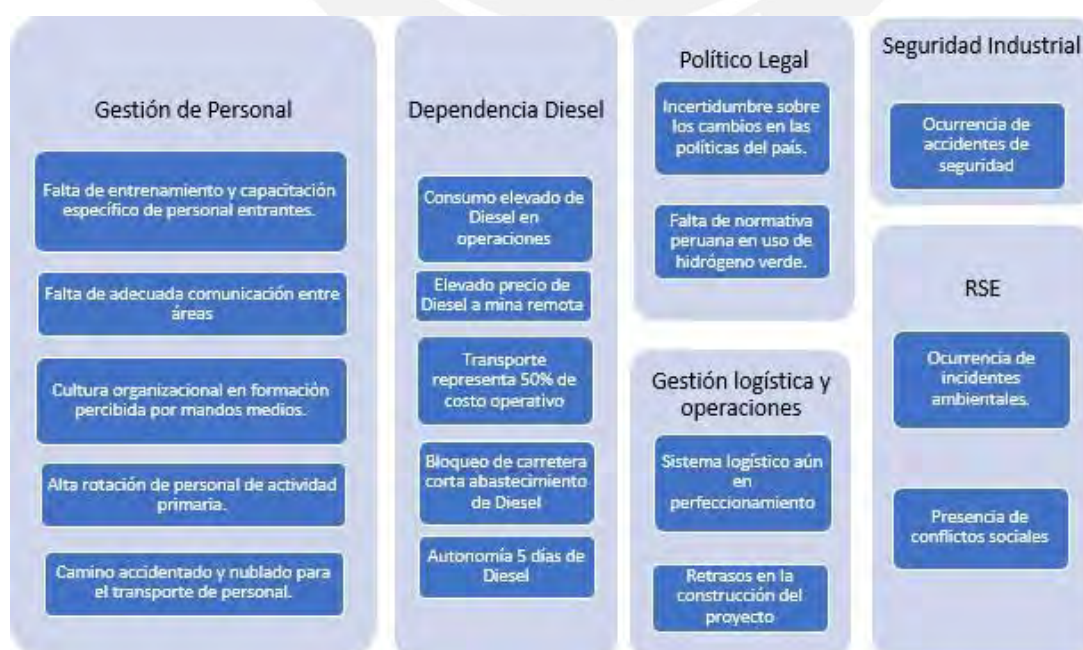 Gestión de Personal
Falta de entrenamiento y capacitación
específico de personal entrantes.
Falta de adecuada comunicación entre
áreas
Cultura organizacional en formación
percibida por mandos medios.
Alta rotación de personal de actividad
primaria.
Camino accidentado y nublado para
el transporte de personal.
Dependencia Diesel
Consumo elevado de
Diesel en
operaciones
Elevado precio de
Diesel a mina remota
Transporte
representa 50% de
costo operativo
Bloqueo de carretera
corta abastecimiento
de Diesel
Autonomía 5 días de
Diesel
Político Legal
Incertidumbre sobre
los cambios en las
políticas del país.
Falta de normativa
peruana en uso de
hidrógeno verde.
Gestión logística y
operaciones
Sistema logístico aún
en
perfeccionamiento
Retrasos en la
construcción del
proyecto
Seguridad Industrial
Ocurrencia de
accidentes de
seguridad
RSE
Ocurrencia de
incidentes
ambientales.
Presencia de
conflictos sociales